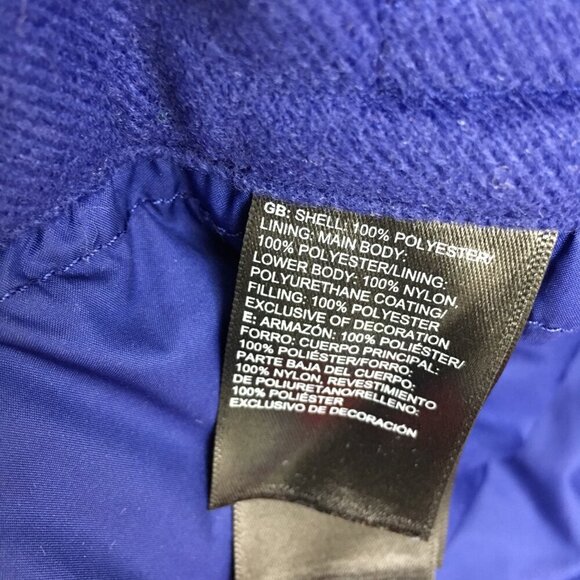 GB: SHELL: 100% POLYESTER/
LINING: MAIN BODY:
100% POLYESTER/LINING:
LOWER BODY: 100% NYLON,
POLYURETHANE COATING/
FILLING: 100% POLYESTER
EXCLUSIVE OF DECORATION
E: ARMAZÓN: 100% POLIÉSTER/
FORRO: CUERPO PRINCIPAL:
100% POLIÉSTER/FORRO:
PARTE BAJA DEL CUERPO:
100% NYLON, REVESTIMIENTO
DE POLIURETANO/RELLENO:
100% POLIÉSTER
EXCLUSIVO DE DECORACIÓN